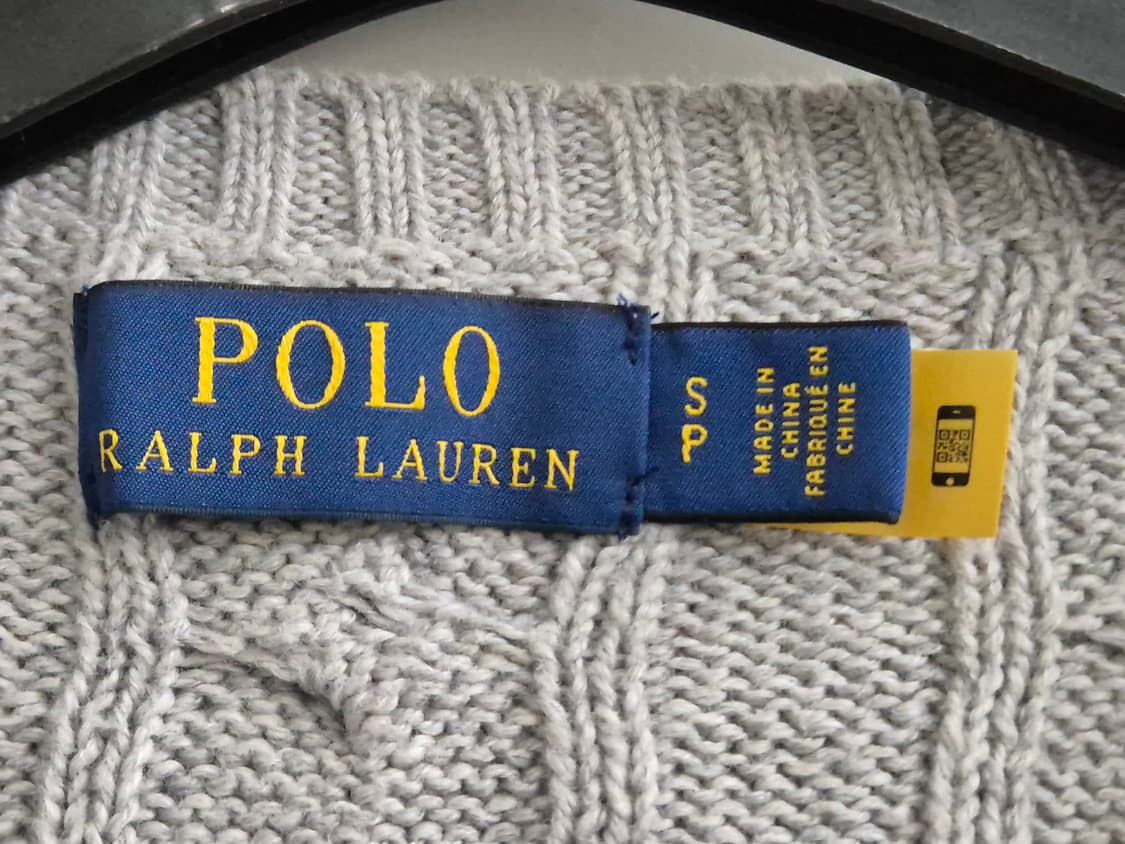 POLO
RALPH LAUREN
S
P
MADE IN
CHINA
FABRIQUÉ EN
CHINE